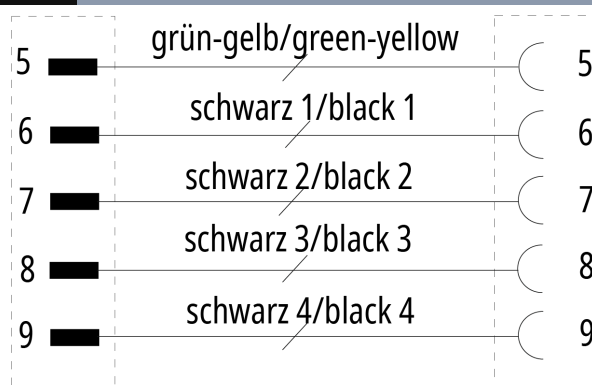 grün-gelb/green-yellow
5 5
schwarz 1/black 1
6 6
schwarz 2/black 2
7 7
schwarz 3/black 3
8 8
schwarz 4/black 4
9 9